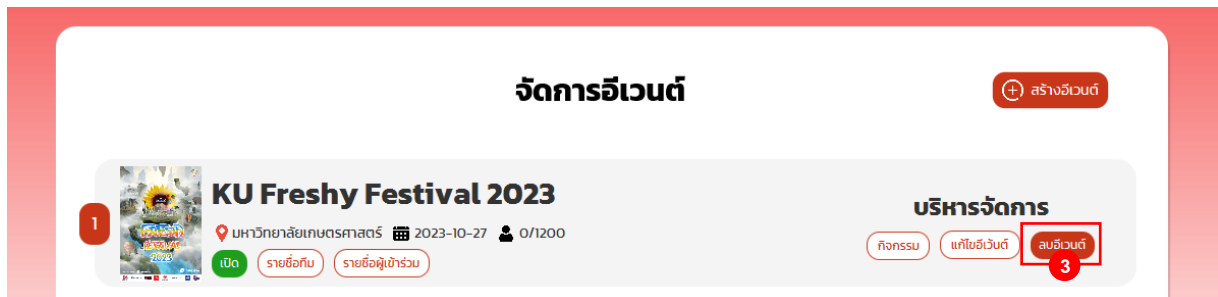 จัดการอีเวนต์
สร้างอีเวนต์
1
KU Freshy Festival 2023
มหาวิทยาลัยเกษตรศาสตร์ 2023-10-27 0/1200
เปิด รายชื่อทีม รายชื่อผู้เข้าร่วม
บริหารจัดการ
กิจกรรม แก้ไขอีเว้นต์ ลบอีเวนต์
3